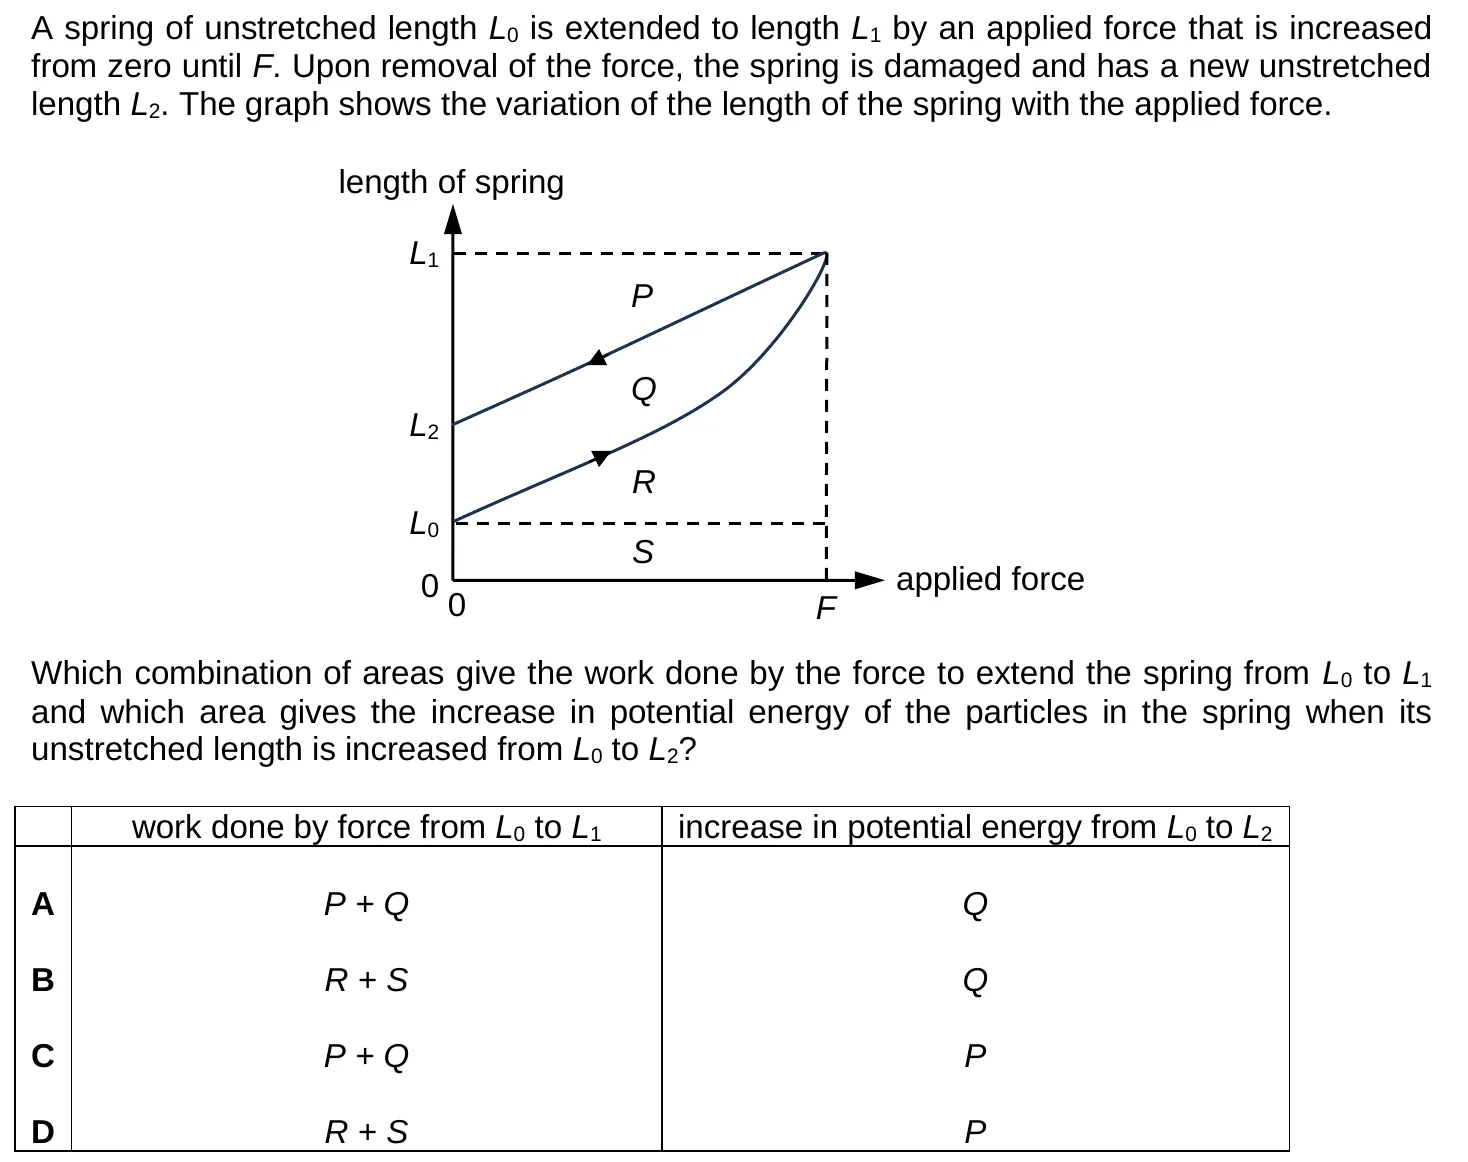 A spring of unstretched length L0 is extended to length L1 by an applied force that is increased
from zero until F. Upon removal of the force, the spring is damaged and has a new unstretched
length L2. The graph shows the variation of the length of the spring with the applied force.
length of spring
L1
P
Q
L2
R
L0
S
0
0
F
applied force
Which combination of areas give the work done by the force to extend the spring from L0 to L1
and which area gives the increase in potential energy of the particles in the spring when its
unstretched length is increased from L0 to L2?
work done by force from L0 to L1 increase in potential energy from L0 to L2
A P + Q Q
B R + S Q
C P + Q P
D R + S P